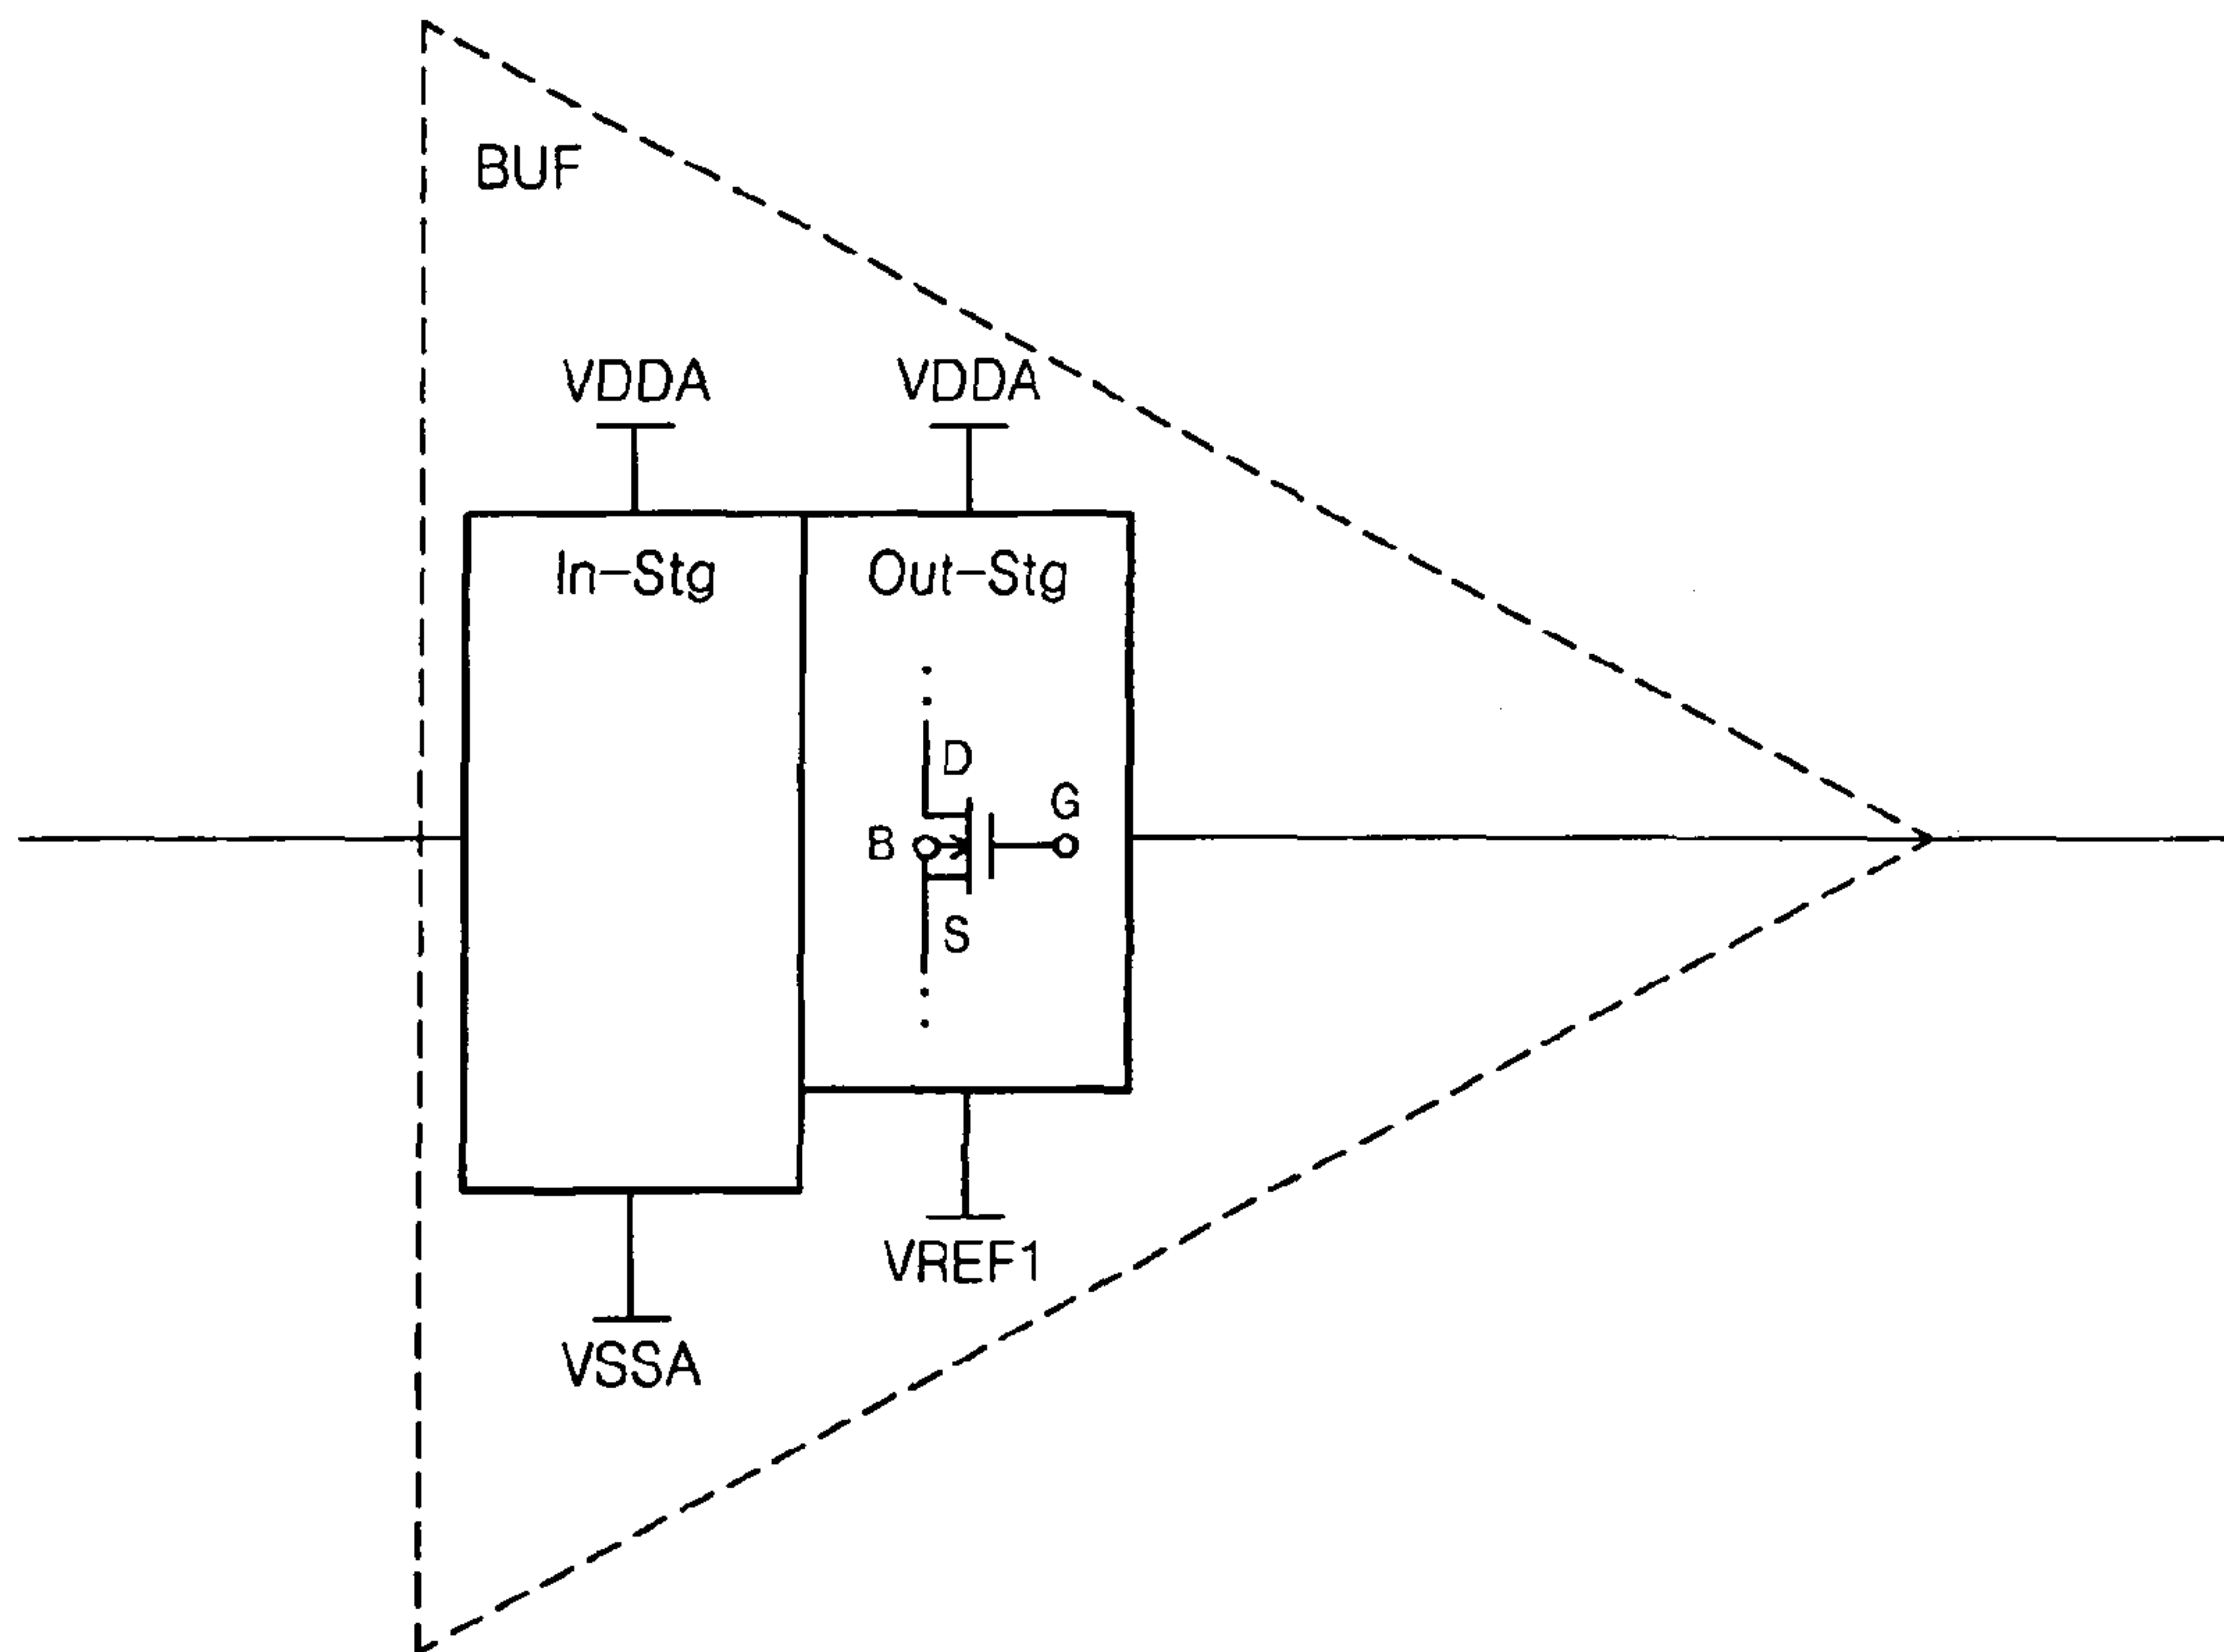 BUF
VDDA
VDDA
In-Stg
Out-Stg
D
G
B
S
VREF1
VSSA